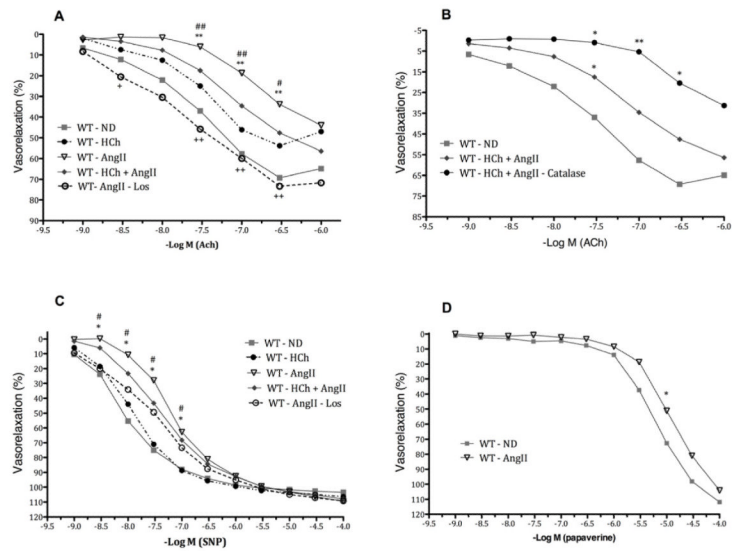 A
##
**
##
**
#
**
+
++
++
++
0
10
20
30
40
50
60
70
80
90
Vasorelaxation (%)
WT - ND
WT - HCh
WT - AngII
WT - HCh + AngII
WT- AngII - Los
-9.5 -9.0 -8.5 -8.0 -7.5 -7.0 -6.5 -6.0
-Log M (Ach)
B
*
**
*
*
-5
5
15
25
35
45
55
65
75
85
Vasorelaxation (%)
WT - ND
WT - HCh + AngII
WT - HCh + AngII - Catalase
-9.5 -9.0 -8.5 -8.0 -7.5 -7.0 -6.5 -6.0
-Log M (ACh)
C
#
*
#
*
#
*
#
*
0
10
20
30
40
50
60
70
80
90
100
110
120
Vasorelaxation (%)
WT - ND
WT - HCh
WT - AngII
WT - HCh + AngII
WT - AngII - Los
-9.5 -9.0 -8.5 -8.0 -7.5 -7.0 -6.5 -6.0 -5.5 -5.0 -4.5 -4.0
-Log M (SNP)
D
*
0
10
20
30
40
50
60
70
80
90
100
110
120
Vasorelaxation (%)
WT - ND
WT - AngII
-9.5 -9.0 -8.5 -8.0 -7.5 -7.0 -6.5 -6.0 -5.5 -5.0 -4.5 -4.0
-Log M (papaverine)